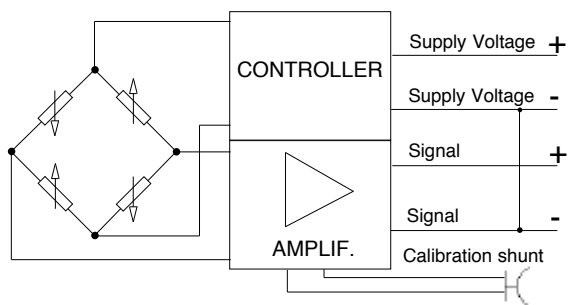 Supply Voltage +
CONTROLLER
Supply Voltage -
Signal +
Signal -
AMPLIF.
Calibration shunt